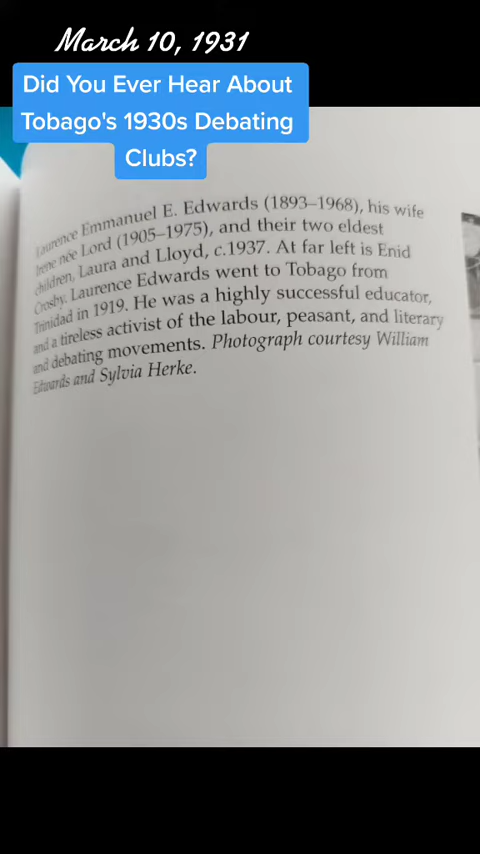 March 10, 1931
Did You Ever Hear About
Tobago's 1930s Debating
Clubs?
Laurence Emmanuel E. Edwards (1893–1968), his wife
Irene née Lord (1905–1975), and their two eldest
children, Laura and Lloyd, c.1937. At far left is Enid
Crosby. Laurence Edwards went to Tobago from
Trinidad in 1919. He was a highly successful educator,
and a tireless activist of the labour, peasant, and literary
and debating movements. Photograph courtesy William
Edwards and Sylvia Herke.